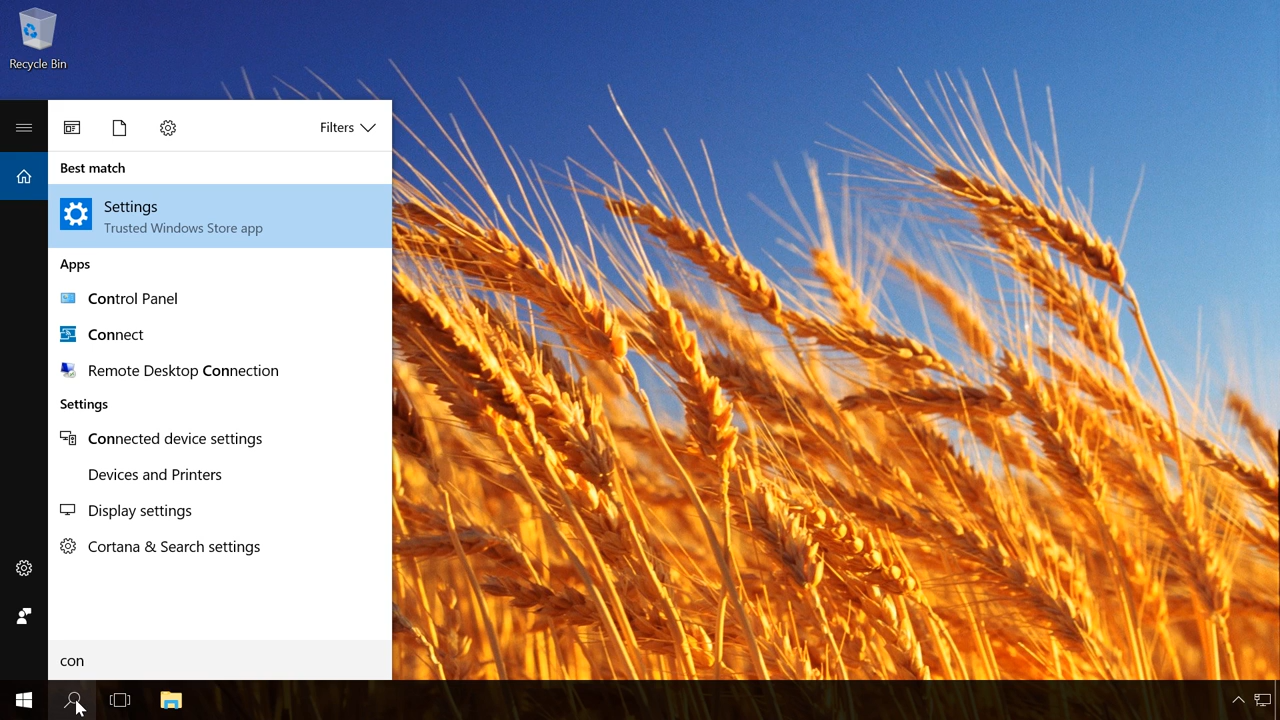 Recycle Bin
Filters
Best match
Settings
Trusted Windows Store app
Apps
Control Panel
Connect
Remote Desktop Connection
Settings
Connected device settings
Devices and Printers
Display settings
Cortana & Search settings
con